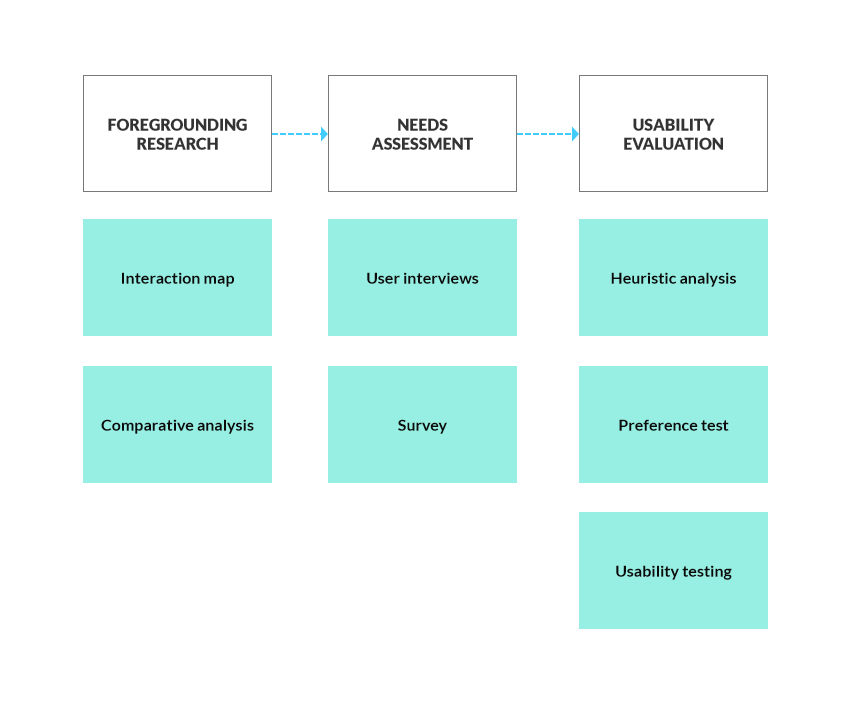 FOREGROUNDING
RESEARCH
NEEDS
ASSESSMENT
USABILITY
EVALUATION
Interaction map
User interviews
Heuristic analysis
Comparative analysis
Survey
Preference test
Usability testing